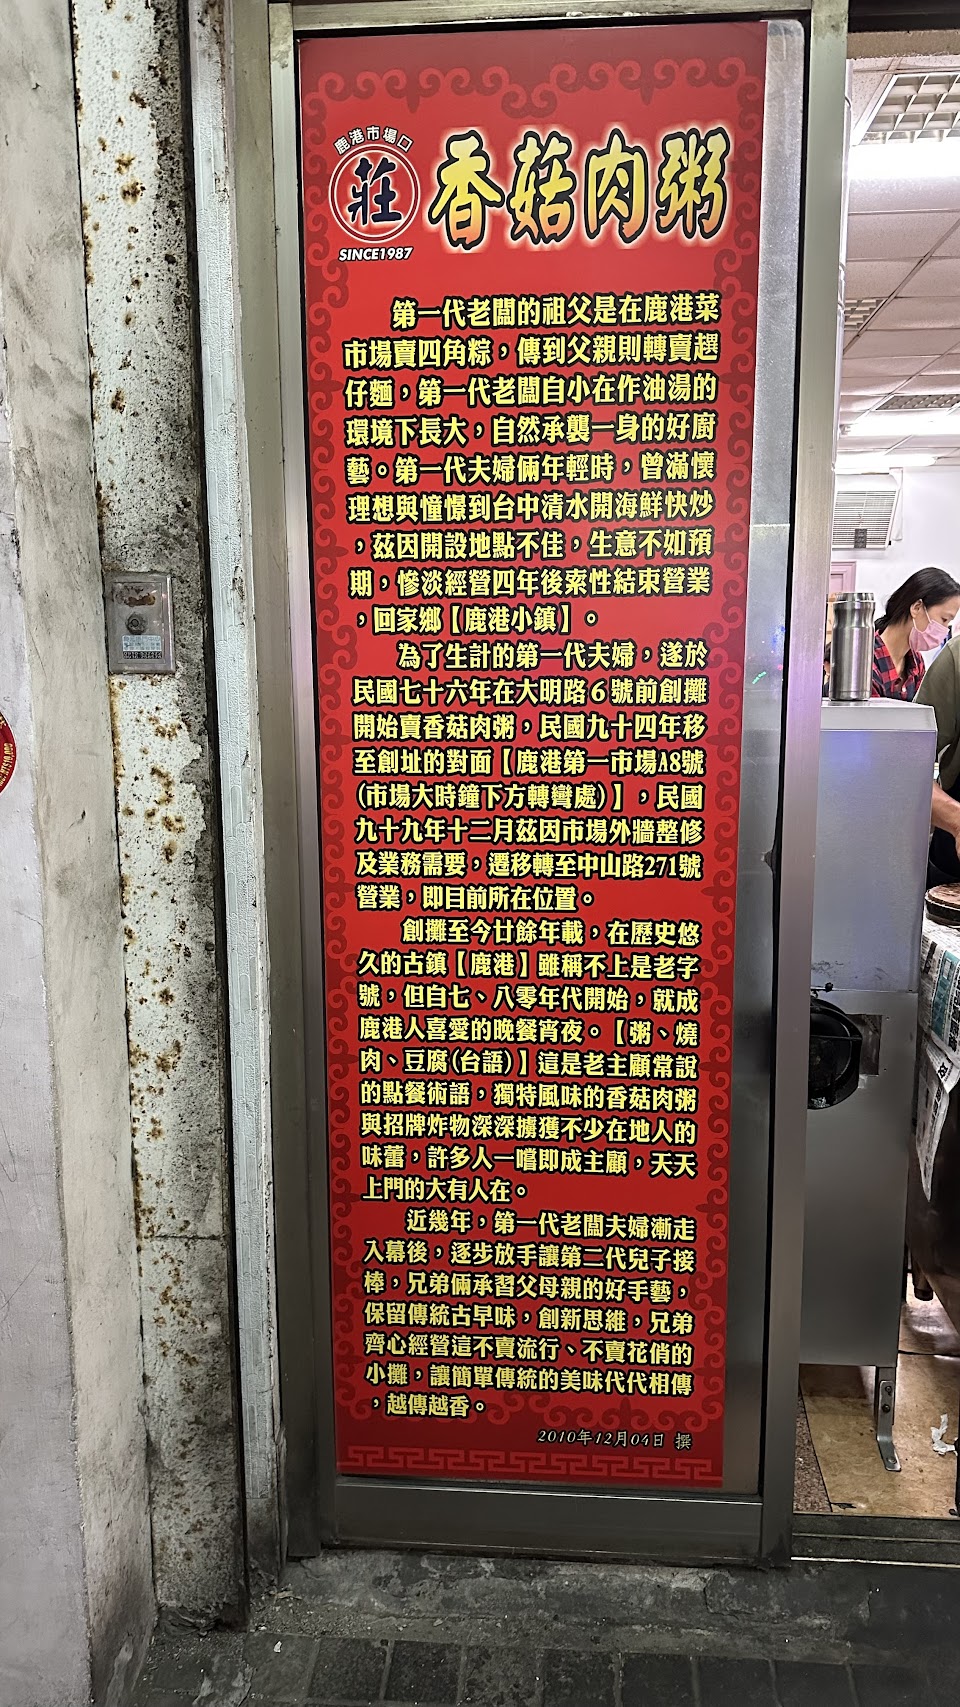 鹿港市場口
莊
SINCE1987
香菇肉粥
第一代老闆的祖父是在鹿港菜
市場賣四角粽，傳到父親則轉賣趖
仔麵，第一代老闆自小在作油湯的
環境下長大，自然承襲一身的好廚
藝。第一代夫婦倆年輕時，曾滿懷
理想與憧憬到台中清水開海鮮快炒
，茲因開設地點不佳，生意不如預
期，慘淡經營四年後索性結束營業
，回家鄉【鹿港小鎮】。
為了生計的第一代夫婦，遂於
民國七十六年在大明路6號前創攤
開始賣香菇肉粥，民國九十四年移
至創址的對面【鹿港第一市場A8號
(市場大時鐘下方轉彎處)】，民國
九十九年十二月茲因市場外牆整修
及業務需要，遷移轉至中山路271號
營業，即目前所在位置。
創攤至今廿餘年載，在歷史悠
久的古鎮【鹿港】雖稱不上是老字
號，但自七、八零年代開始，就成
鹿港人喜愛的晚餐宵夜。【粥、燒
肉、豆腐(台語)】這是老主顧常說
的點餐術語，獨特風味的香菇肉粥
與招牌炸物深深擄獲不少在地人的
味蕾，許多人一嚐即成主顧，天天
上門的大有人在。
近幾年，第一代老闆夫婦漸走
入幕後，逐步放手讓第二代兒子接
棒，兄弟倆承習父母親的好手藝，
保留傳統古早味，創新思維，兄弟
齊心經營這不賣流行、不賣花俏的
小攤，讓簡單傳統的美味代代相傳
，越傳越香。
2010年12月04日 撰